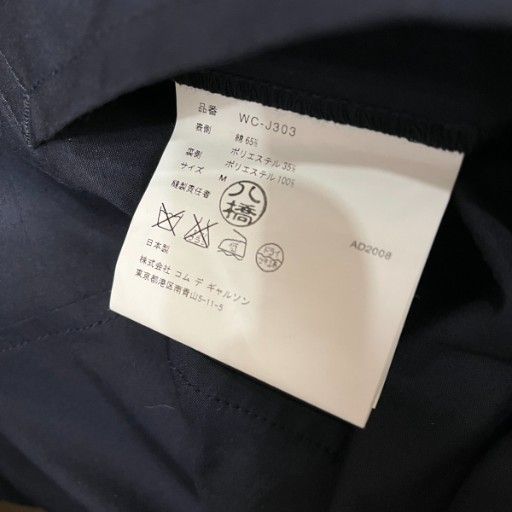 品番 WC-J303
表側 綿 65%
ポリエステル 35%
裏側 ポリエステル 100%
サイズ M
縫製責任者 八橋
日本製
AD2008
株式会社 コム デ ギャルソン
東京都港区南青山5-11-5